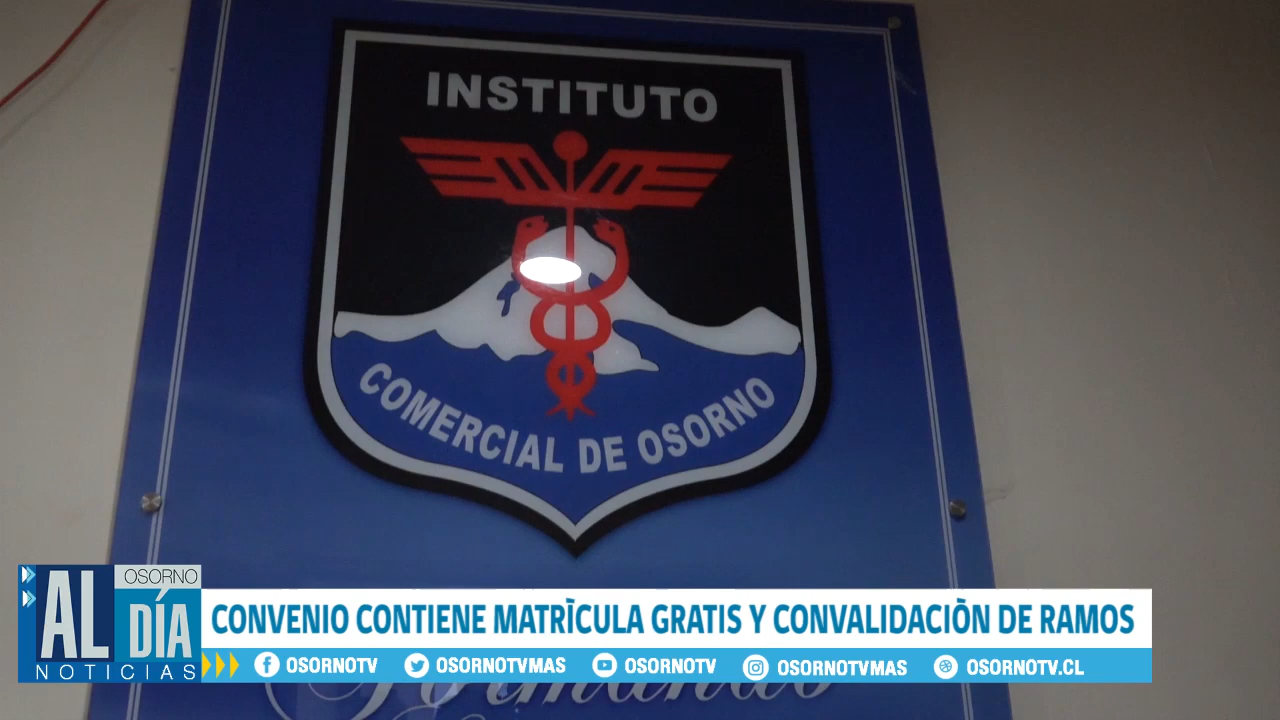 INSTITUTO
COMERCIAL DE OSORNO
OSORNO
AL DÍA
NOTICIAS
CONVENIO CONTIENE MATRÌCULA GRATIS Y CONVALIDACIÒN DE RAMOS
OSORNOTV OSORNOTVMAS OSORNOTV OSORNOTVMAS OSORNOTV.CL
Formando